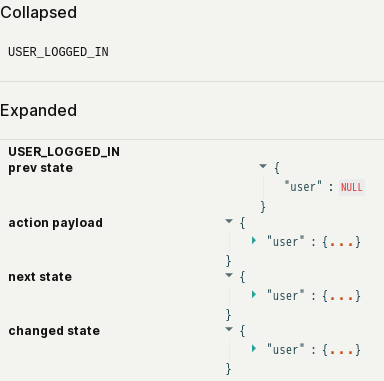 Collapsed
USER_LOGGED_IN
Expanded
USER_LOGGED_IN
prev state
{
"user" : NULL
}
action payload
{
"user" : {...}
}
next state
{
"user" : {...}
}
changed state
{
"user" : {...}
}